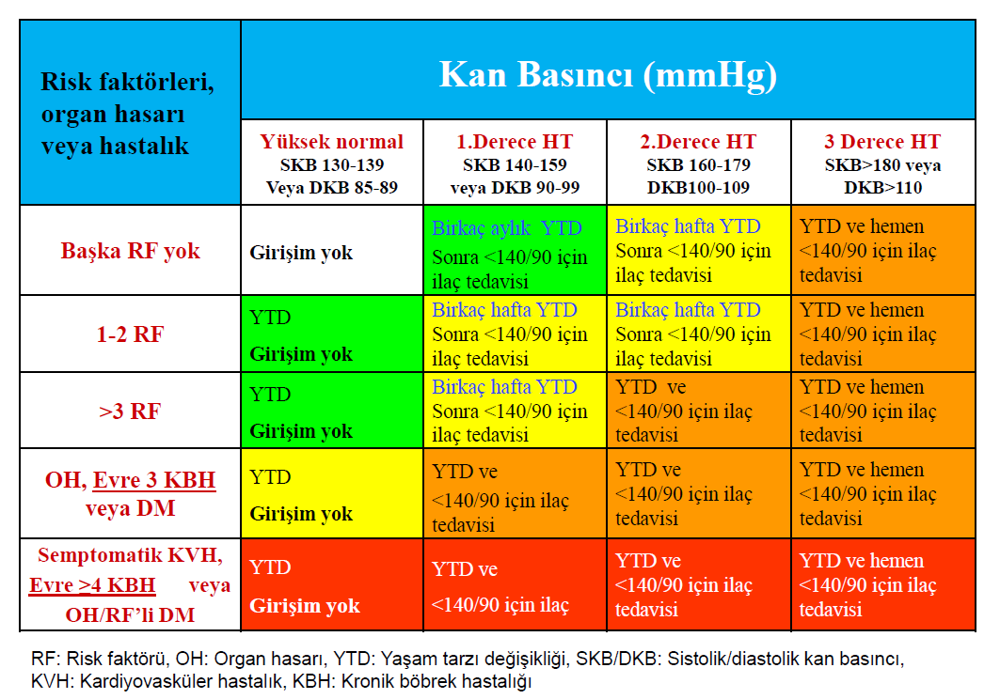 Risk faktörleri,
organ hasarı
veya hastalık
Kan Basıncı (mmHg)
Yüksek normal
SKB 130-139
Veya DKB 85-89
1.Derece HT
SKB 140-159
veya DKB 90-99
2.Derece HT
SKB 160-179
DKB100-109
3 Derece HT
SKB>180 veya
DKB>110
Başka RF yok
Girişim yok
Birkaç aylık YTD
Sonra <140/90 için
ilaç tedavisi
Birkaç hafta YTD
Sonra <140/90 için
ilaç tedavisi
YTD ve hemen
<140/90 için ilaç
tedavisi
1-2 RF
YTD
Girişim yok
Birkaç hafta YTD
Sonra <140/90 için
ilaç tedavisi
Birkaç hafta YTD
Sonra <140/90 için
ilaç tedavisi
YTD ve hemen
<140/90 için ilaç
tedavisi
>3 RF
YTD
Girişim yok
Birkaç hafta YTD
Sonra <140/90 için
ilaç tedavisi
YTD ve
<140/90 için ilaç
tedavisi
YTD ve hemen
<140/90 için ilaç
tedavisi
OH, Evre 3 KBH
veya DM
YTD
Girişim yok
YTD ve
<140/90 için ilaç
tedavisi
YTD ve
<140/90 için ilaç
tedavisi
YTD ve hemen
<140/90 için ilaç
tedavisi
Semptomatik KVH,
Evre ≥4 KBH veya
OH/RF’li DM
YTD
Girişim yok
YTD ve
<140/90 için ilaç
YTD ve
<140/90 için ilaç
tedavisi
YTD ve hemen
<140/90 için ilaç
tedavisi
RF: Risk faktörü, OH: Organ hasarı, YTD: Yaşam tarzı değişikliği, SKB/DKB: Sistolik/diastolik kan basıncı,
KVH: Kardiyovasküler hastalık, KBH: Kronik böbrek hastalığı